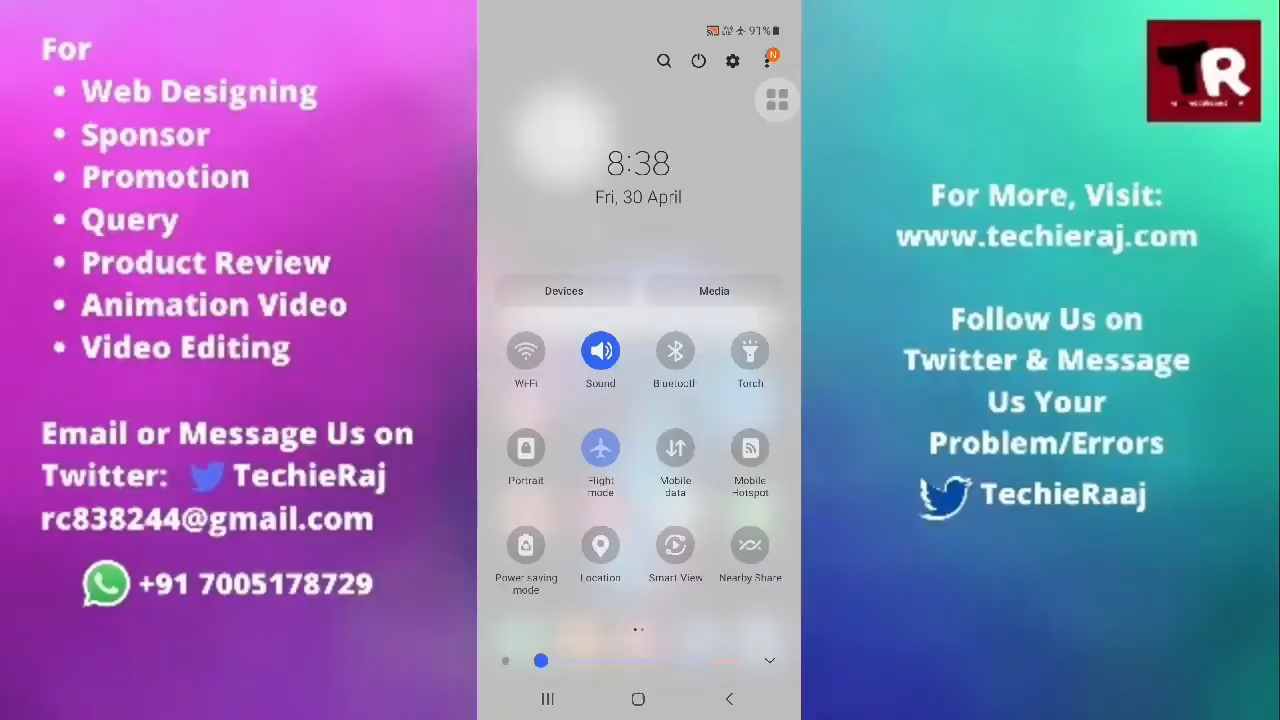 For
• Web Designing
• Sponsor
• Promotion
• Query
• Product Review
• Animation Video
• Video Editing
Email or Message Us on
Twitter: TechieRaj
rc838244@gmail.com
+91 7005178729
91%
N
8:38
Fri, 30 April
Devices
Media
Wi-Fi
Sound
Bluetooth
Torch
Portrait
Flight
mode
Mobile
data
Mobile
Hotspot
Power saving
mode
Location
Smart View
Nearby Share
TR
For More, Visit:
www.techieraj.com
Follow Us on
Twitter & Message
Us Your
Problem/Errors
TechieRaaj